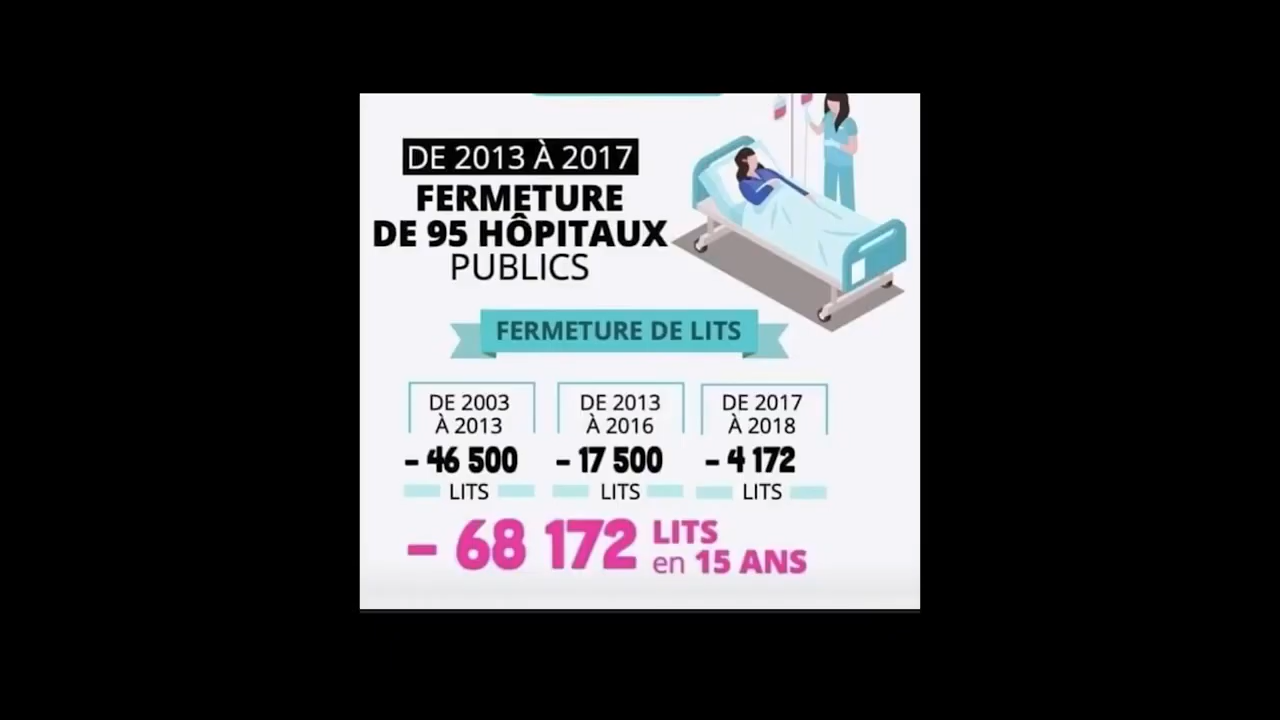 DE 2013 À 2017
FERMETURE
DE 95 HÔPITAUX
PUBLICS
FERMETURE DE LITS
DE 2003
À 2013
- 46 500
LITS
DE 2013
À 2016
- 17 500
LITS
DE 2017
À 2018
- 4 172
LITS
- 68 172 LITS
en 15 ANS